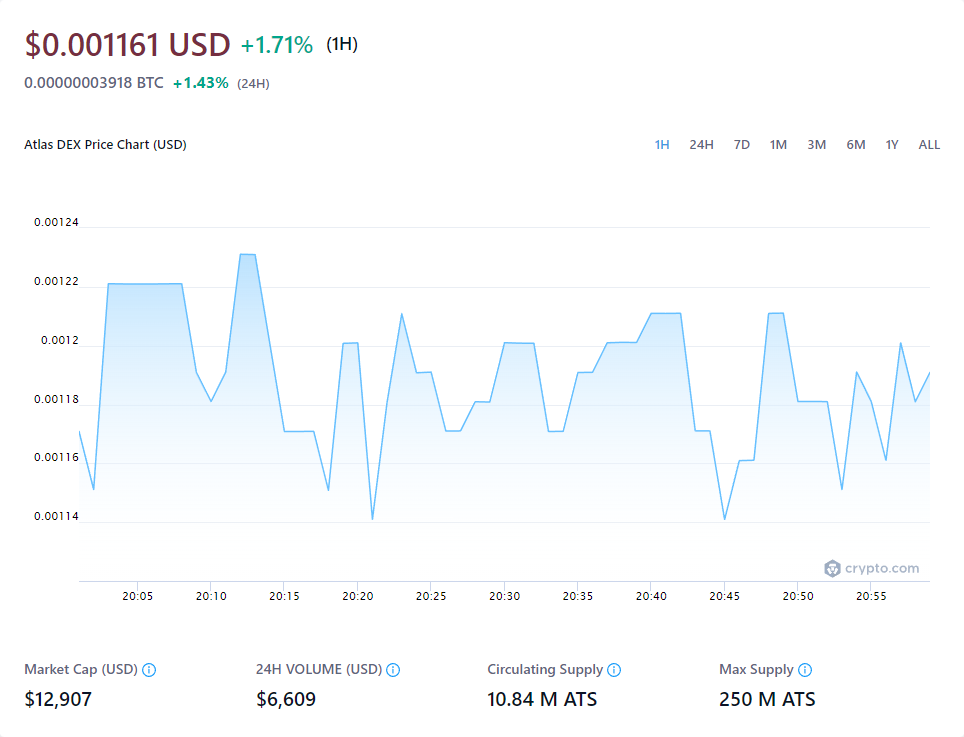 $0.001161 USD +1.71% (1H)
0.00000003918 BTC +1.43% (24H)
Atlas DEX Price Chart (USD) 1H 24H 7D 1M 3M 6M 1Y ALL
0.00124
0.00122
0.0012
0.00118
0.00116
0.00114
crypto.com
20:05 20:10 20:15 20:20 20:25 20:30 20:35 20:40 20:45 20:50 20:55
Market Cap (USD) 24H VOLUME (USD) Circulating Supply Max Supply
$12,907 $6,609 10.84 M ATS 250 M ATS